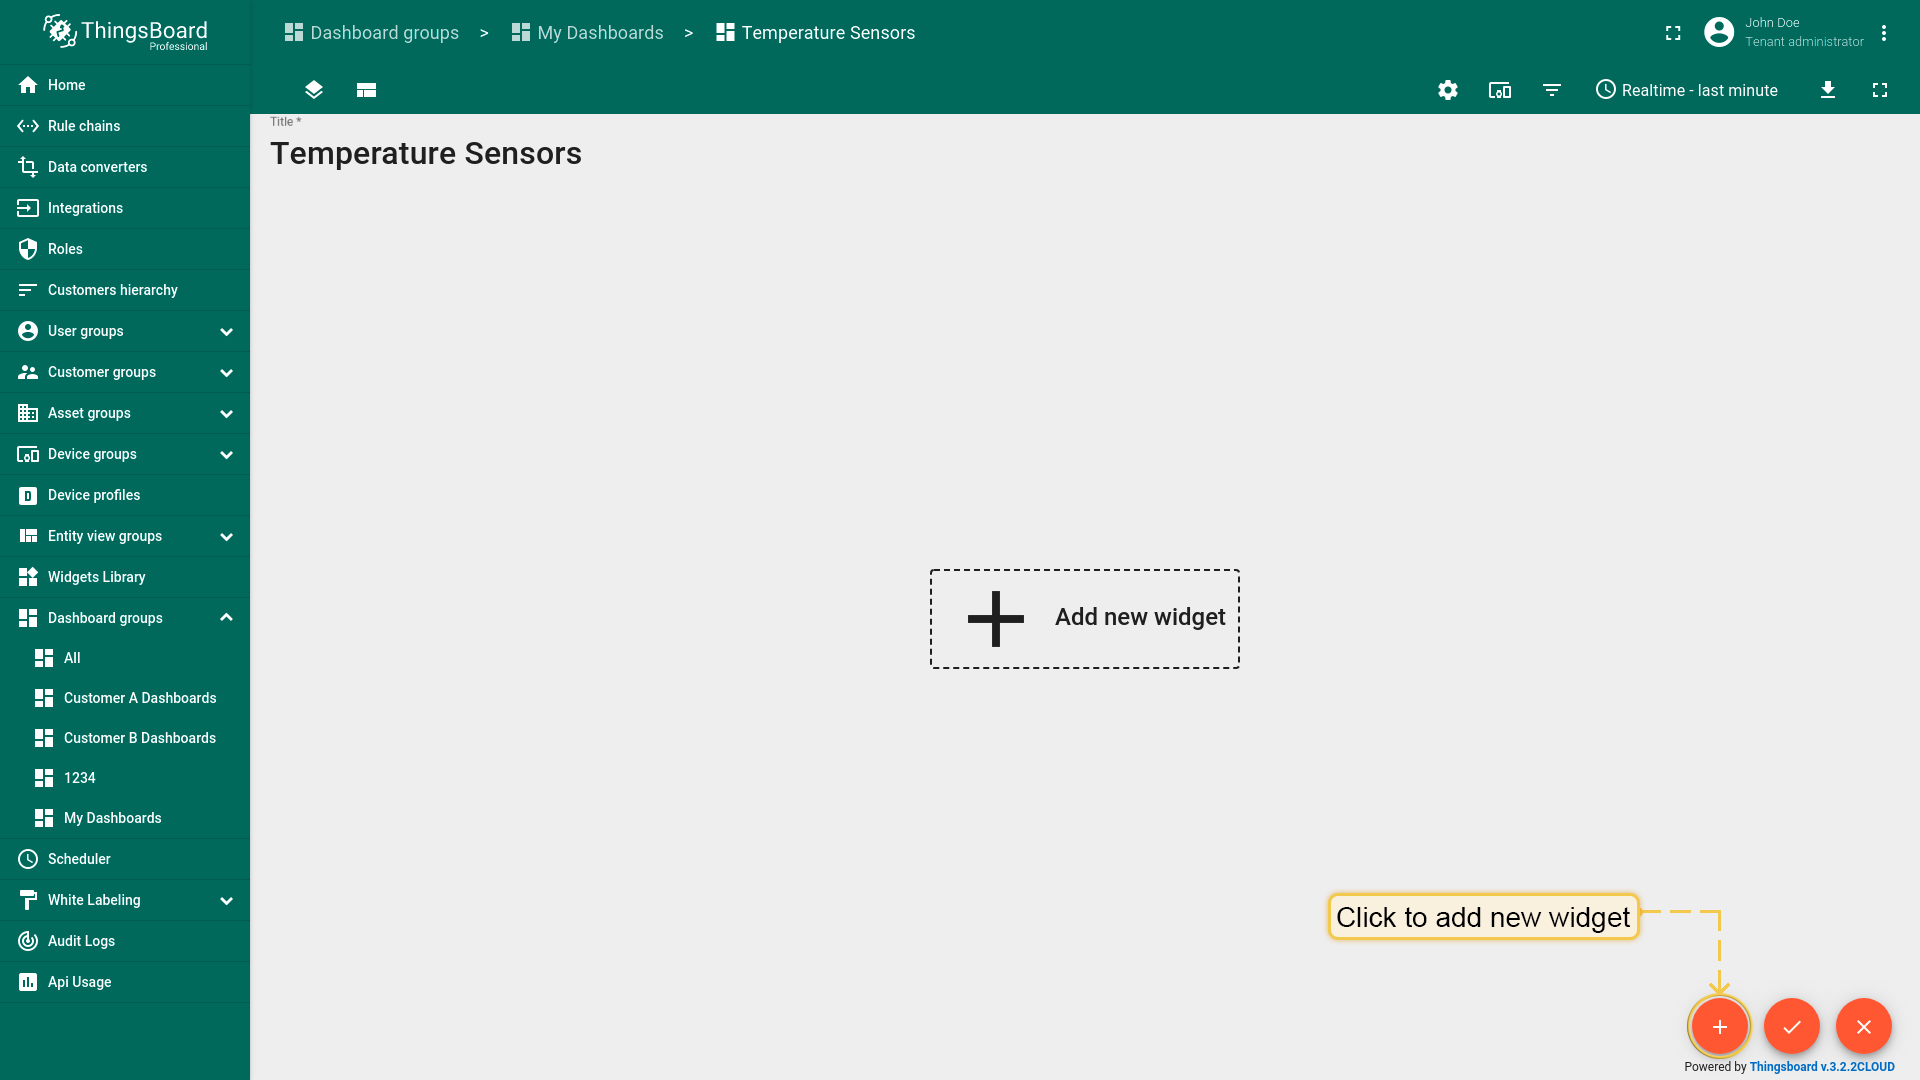 ThingsBoard
Professional
Dashboard groups > My Dashboards > Temperature Sensors
John Doe
Tenant administrator
Realtime - last minute
Home
Rule chains
Data converters
Integrations
Roles
Customers hierarchy
User groups
Customer groups
Asset groups
Device groups
Device profiles
Entity view groups
Widgets Library
Dashboard groups
All
Customer A Dashboards
Customer B Dashboards
1234
My Dashboards
Scheduler
White Labeling
Audit Logs
Api Usage
Title *
Temperature Sensors
Add new widget
Click to add new widget
Powered by Thingsboard v.3.2.2CLOUD